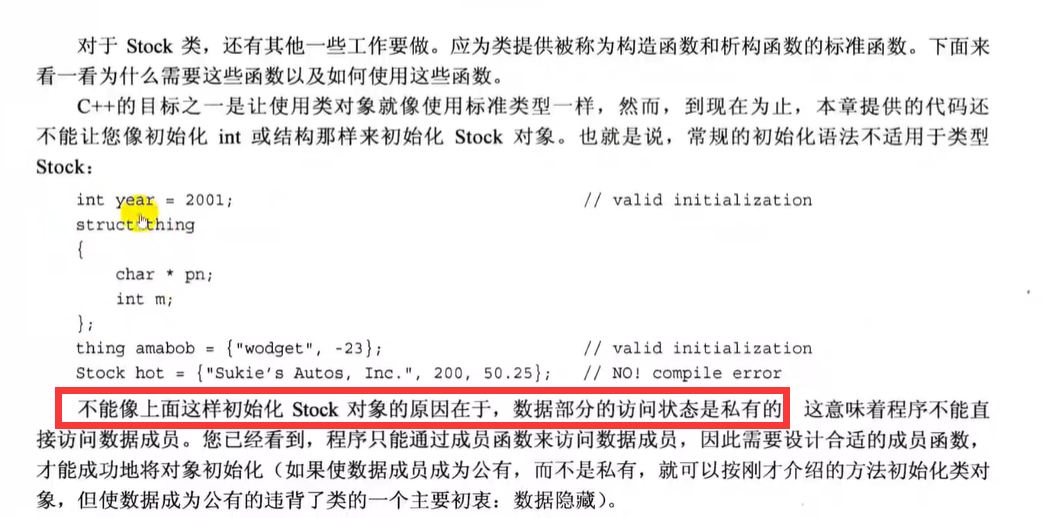 对于 Stock 类，还有其他一些工作要做。应为类提供被称为构造函数和析构函数的标准函数。下面来
看一看为什么需要这些函数以及如何使用这些函数。
C++的目标之一是让使用类对象就像使用标准类型一样，然而，到现在为止，本章提供的代码还
不能让您像初始化 int 或结构那样来初始化 Stock 对象。也就是说，常规的初始化语法不适用于类型
Stock：
int year = 2001; // valid initialization
struct thing
{
char * pn;
int m;
};
thing amabob = {"wodget", -23}; // valid initialization
Stock hot = {"Sukie's Autos, Inc.", 200, 50.25}; // NO! compile error
不能像上面这样初始化 Stock 对象的原因在于，数据部分的访问状态是私有的 这意味着程序不能直
接访问数据成员。您已经看到，程序只能通过成员函数来访问数据成员，因此需要设计合适的成员函数，
才能成功地将对象初始化（如果使数据成员成为公有，而不是私有，就可以按刚才介绍的方法初始化类对
象，但使数据成为公有的违背了类的一个主要初衷：数据隐藏）。